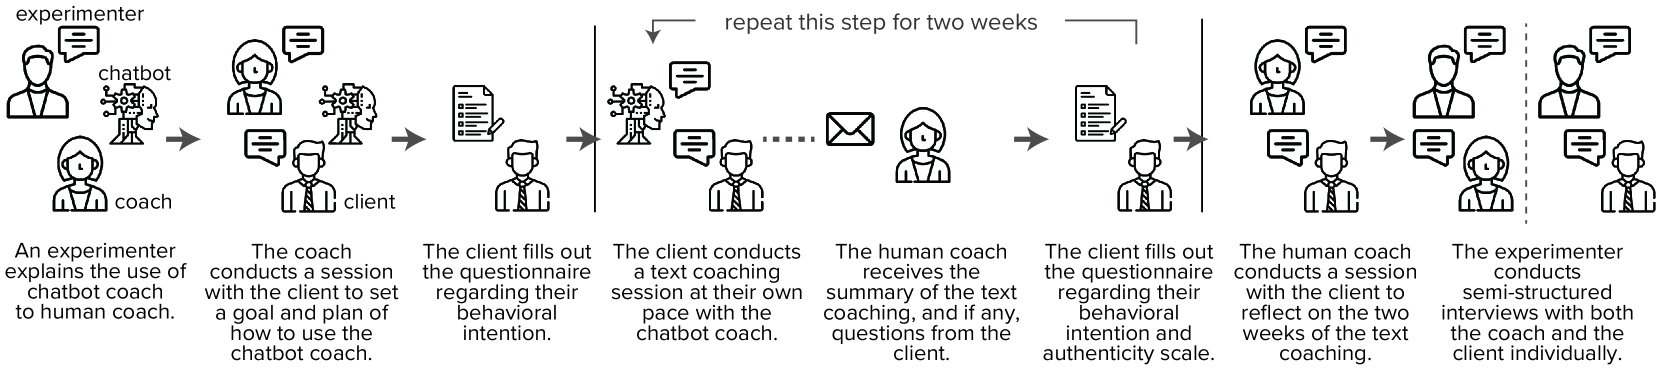 experimenter
chatbot
coach
client
repeat this step for two weeks
An experimenter
explains the use of
chatbot coach
to human coach.
The coach
conducts a session
with the client to set
a goal and plan of
how to use the
chatbot coach.
The client fills out
the questionnaire
regarding their
behavioral
intention.
The client conducts
a text coaching
session at their own
pace with the
chatbot coach.
The human coach
receives the
summary of the text
coaching, and if any,
questions from the
client.
The client fills out
the questionnaire
regarding their
behavioral
intention and
authenticity scale.
The human coach
conducts a session
with the client to
reflect on the two
weeks of the text
coaching.
The experimenter
conducts
semi-structured
interviews with both
the coach and the
client individually.